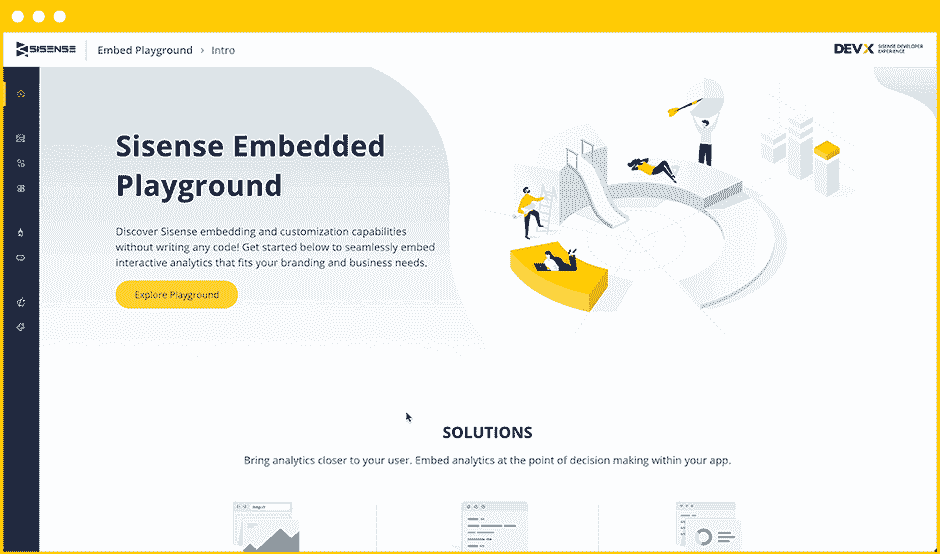 SISENSE
Embed Playground > Intro
DEVX SISENSE DEVELOPER
EXPERIENCE
Sisense Embedded
Playground
Discover Sisense embedding and customization capabilities
without writing any code! Get started below to seamlessly embed
interactive analytics that fits your branding and business needs.
Explore Playground
SOLUTIONS
Bring analytics closer to your user. Embed analytics at the point of decision making within your app.